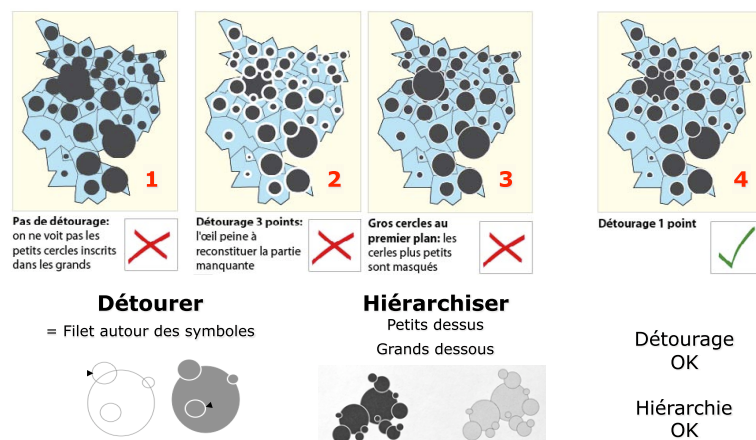 1
2
3
4
Pas de détourage:
on ne voit pas les
petits cercles inscrits
dans les grands
Détourage 3 points:
l'œil peine à
reconstituer la partie
manquante
Gros cercles au
premier plan: les
cerles plus petits
sont masqués
Détourage 1 point
Détourer
= Filet autour des symboles
Hiérarchiser
Petits dessus
Grands dessous
Détourage
OK
Hiérarchie
OK